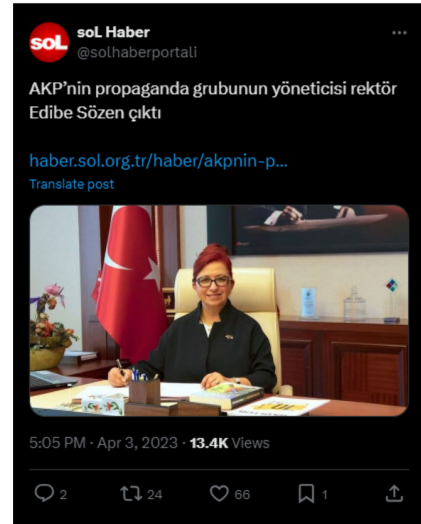 soL
soL Haber
@solhaberportali
AKP’nin propaganda grubunun yöneticisi rektör
Edibe Sözen çıktı
haber.sol.org.tr/haber/akpnin-p...
Translate post
5:05 PM · Apr 3, 2023 · 13.4K Views
2 24 66 1